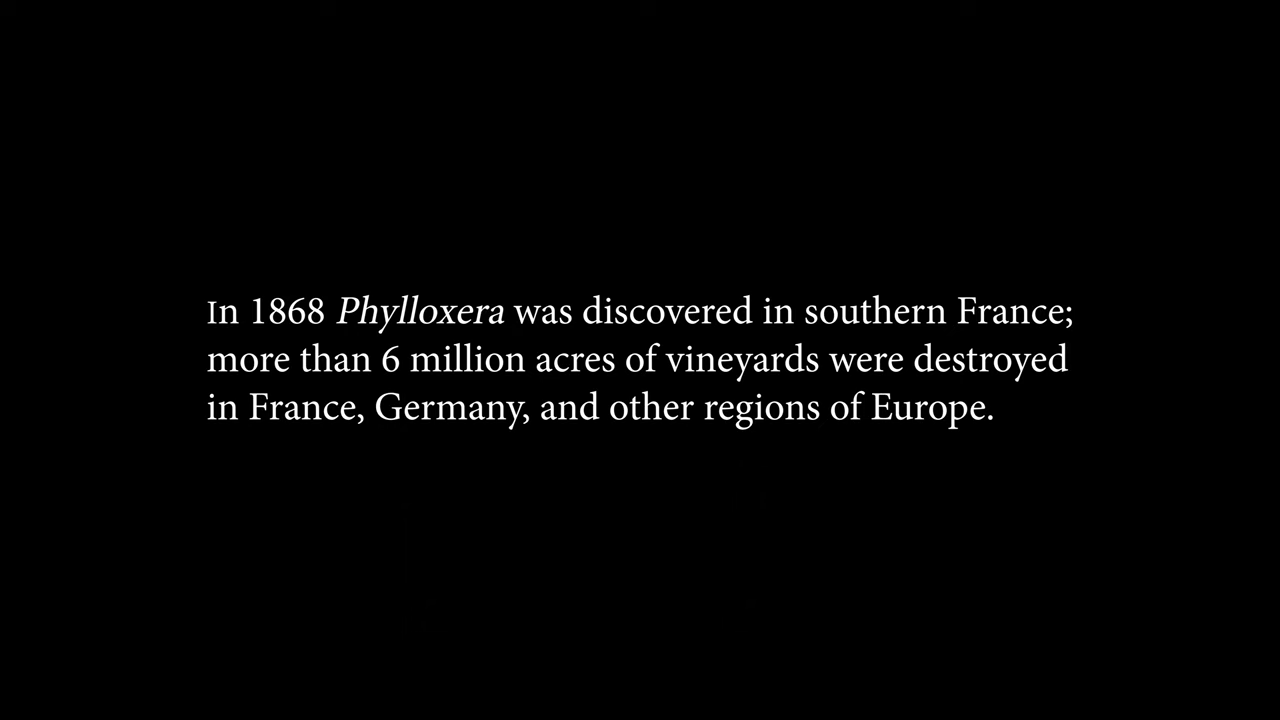 In 1868 Phylloxera was discovered in southern France;
more than 6 million acres of vineyards were destroyed
in France, Germany, and other regions of Europe.